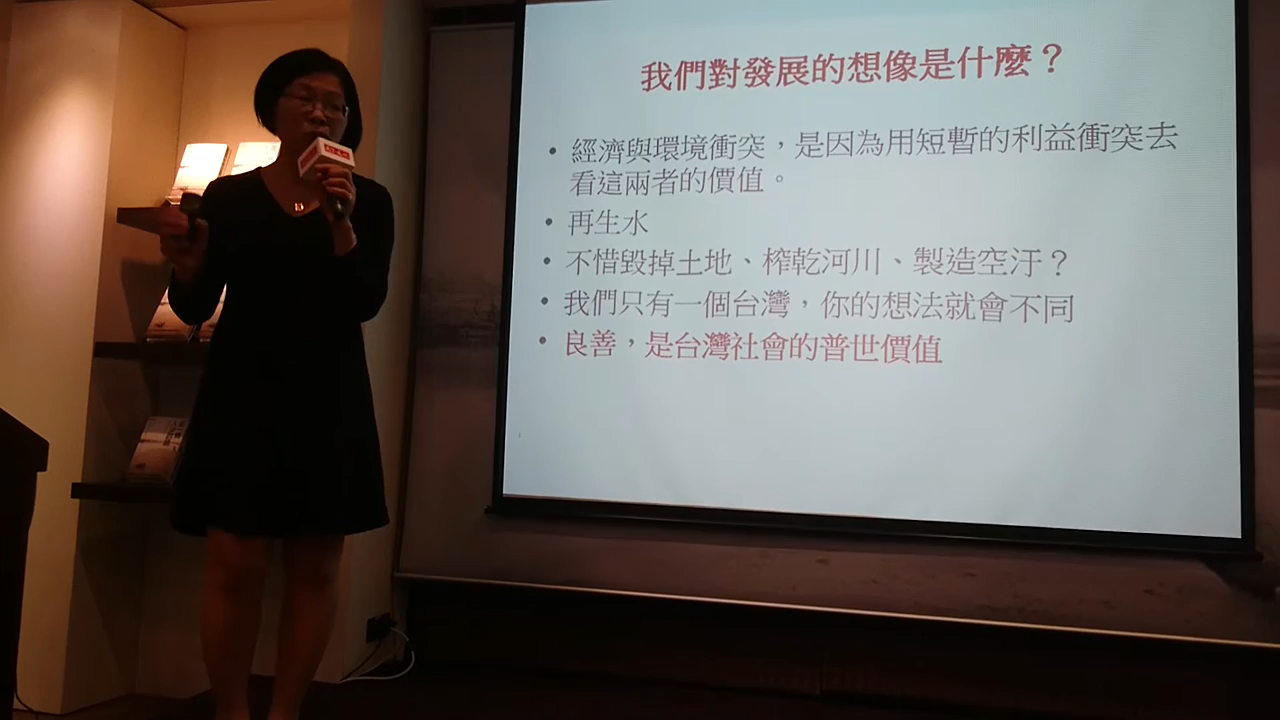 我們對發展的想像是什麼？
• 經濟與環境衝突，是因為用短暫的利益衝突去
看這兩者的價值。
• 再生水
• 不惜毀掉土地、榨乾河川、製造空汙？
• 我們只有一個台灣，你的想法就會不同
• 良善，是台灣社會的普世價值